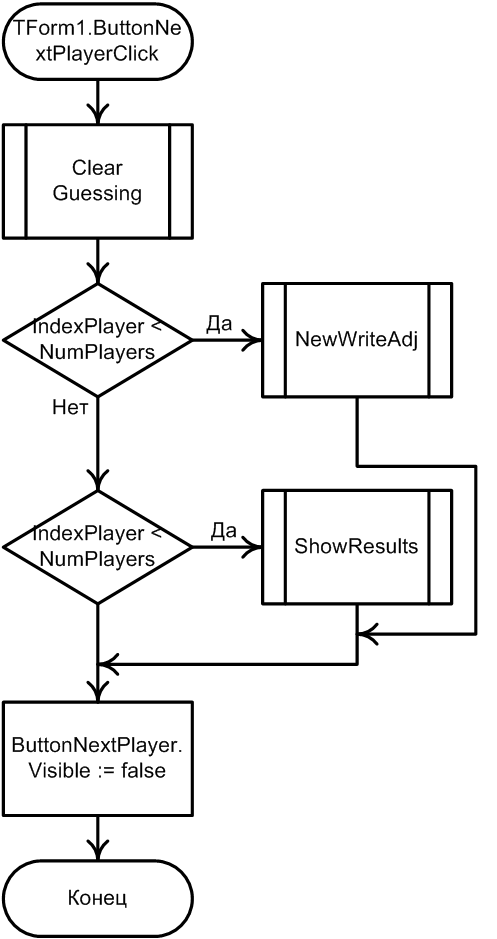 TForm1.ButtonNe
xtPlayerClick
Clear
Guessing
IndexPlayer <
NumPlayers
Да
NewWriteAdj
Нет
IndexPlayer <
NumPlayers
Да
ShowResults
ButtonNextPlayer.
Visible := false
Конец